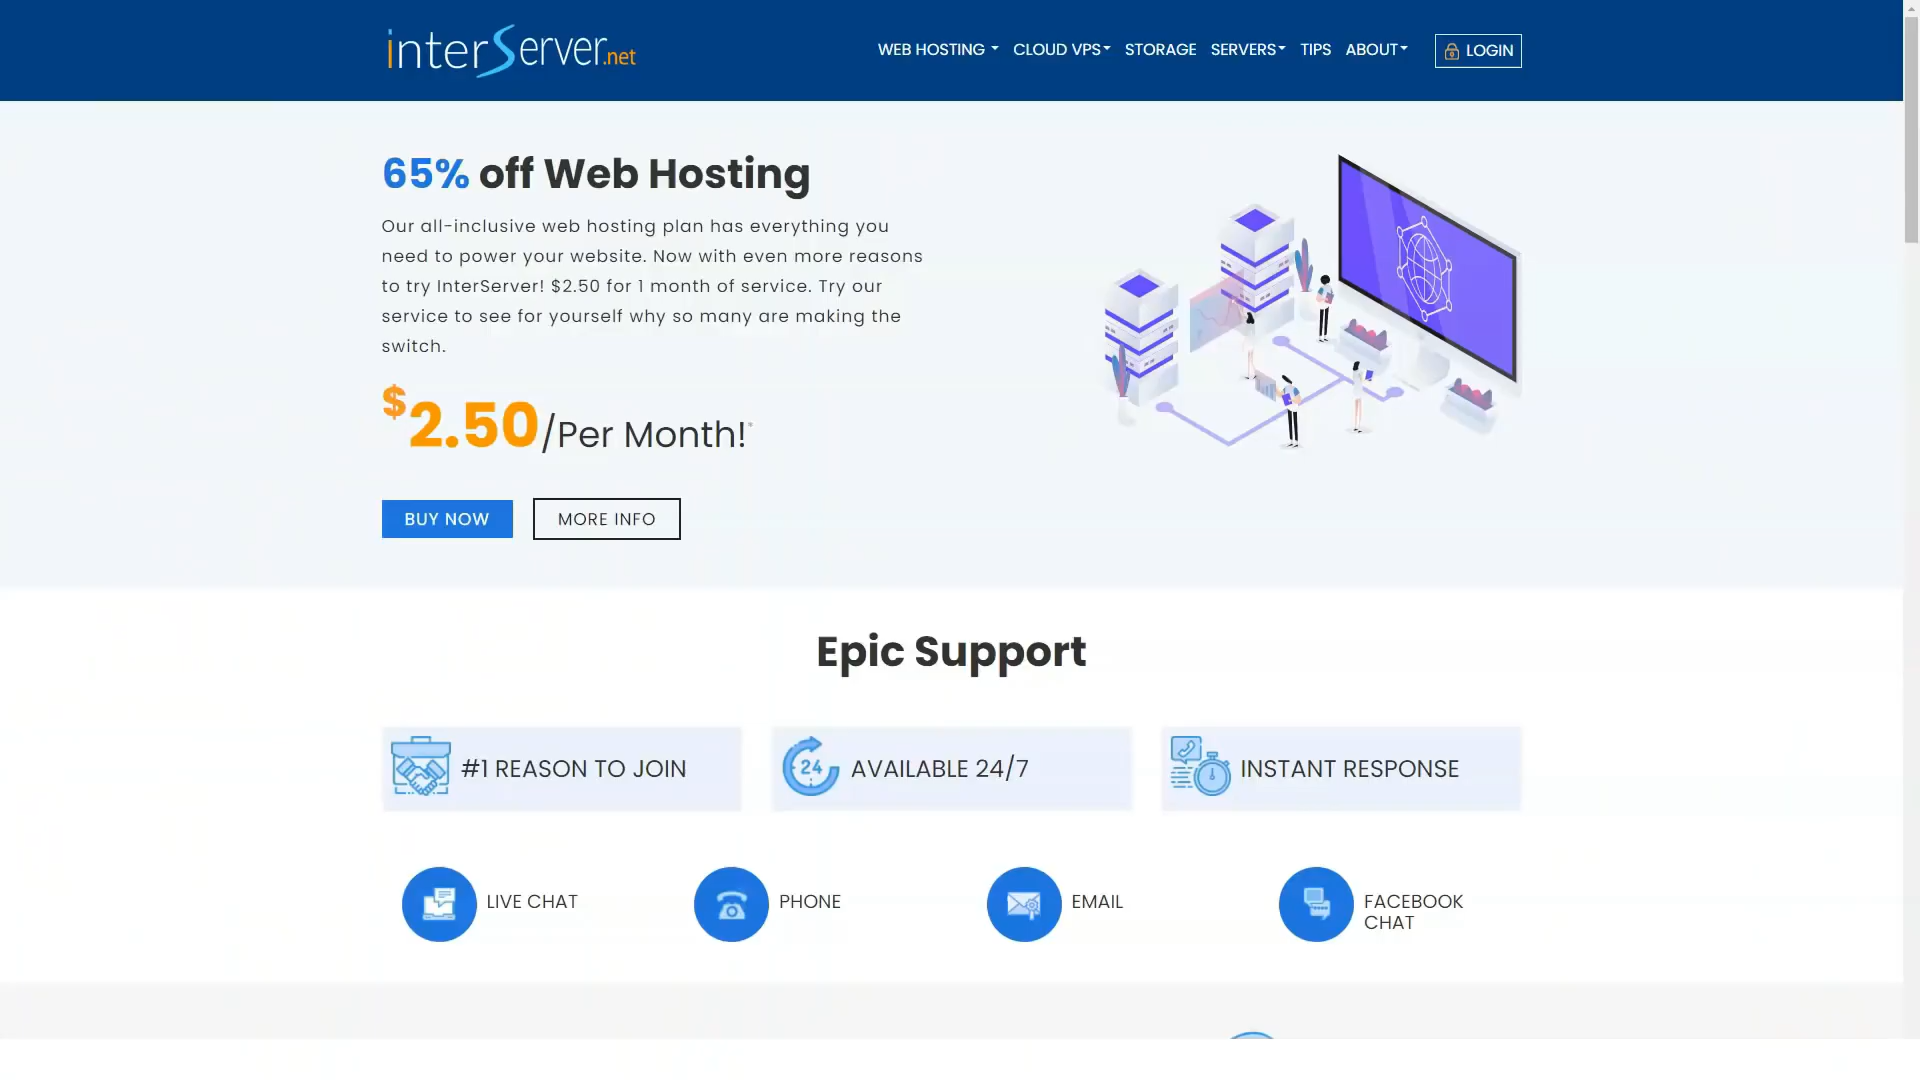 interServer.net
WEB HOSTING CLOUD VPS STORAGE SERVERS TIPS ABOUT LOGIN
65% off Web Hosting
Our all-inclusive web hosting plan has everything you
need to power your website. Now with even more reasons
to try InterServer! $2.50 for 1 month of service. Try our
service to see for yourself why so many are making the
switch.
$2.50/Per Month!*
BUY NOW MORE INFO
Epic Support
#1 REASON TO JOIN
24 AVAILABLE 24/7
INSTANT RESPONSE
LIVE CHAT
PHONE
EMAIL
FACEBOOK
CHAT